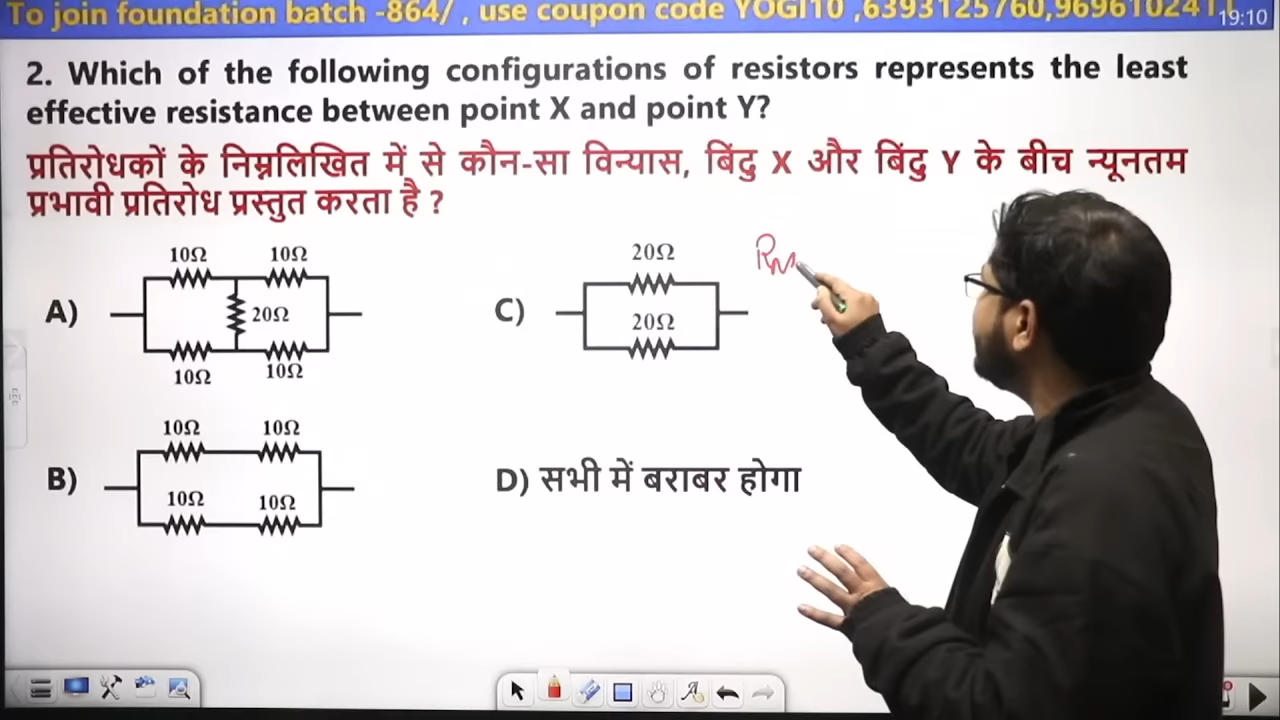 To join foundation batch -864/ , use coupon code YOGI10 ,6393125760,9696102411
19:10
2. Which of the following configurations of resistors represents the least
effective resistance between point X and point Y?
प्रतिरोधकों के निम्नलिखित में से कौन-सा विन्यास, बिंदु X और बिंदु Y के बीच न्यूनतम
प्रभावी प्रतिरोध प्रस्तुत करता है ?
A)
10Ω 10Ω
20Ω
10Ω 10Ω
C)
20Ω
20Ω
B)
10Ω 10Ω
10Ω 10Ω
D) सभी में बराबर होगा